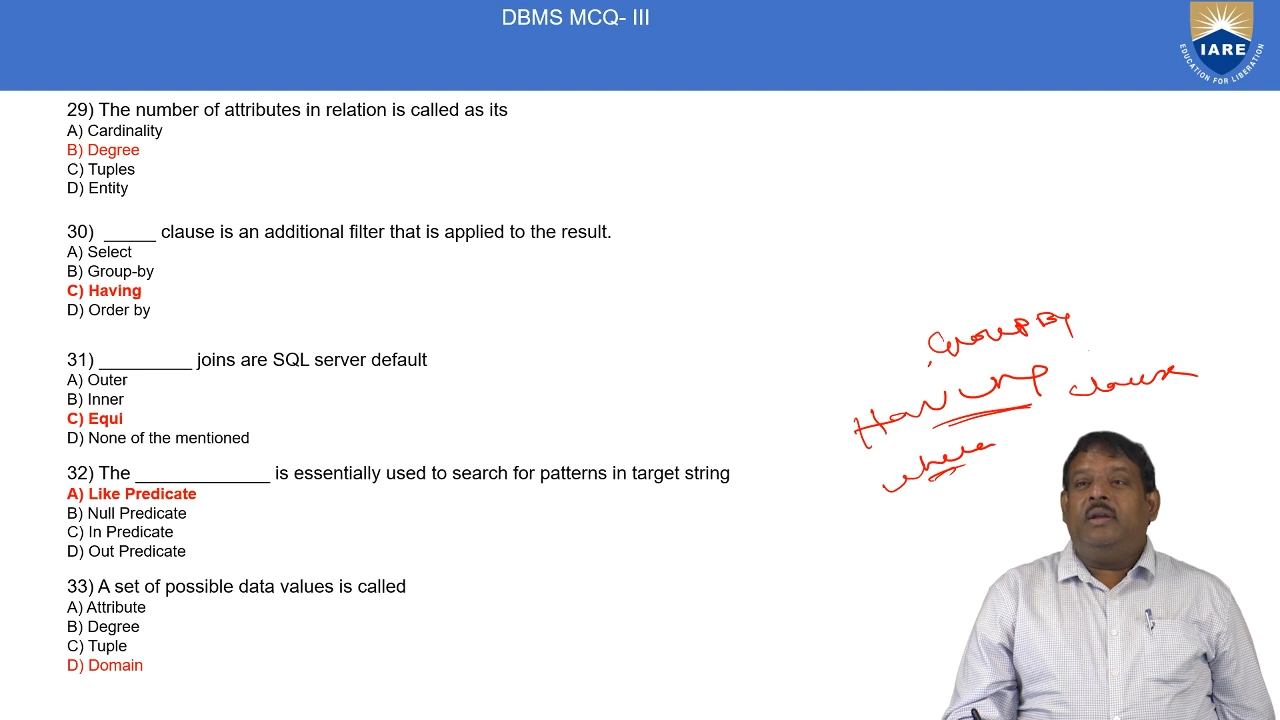 DBMS MCQ- III
IARE
EDUCATION FOR LIBERATION
29) The number of attributes in relation is called as its
A) Cardinality
B) Degree
C) Tuples
D) Entity
30) _____ clause is an additional filter that is applied to the result.
A) Select
B) Group-by
C) Having
D) Order by
31) _________ joins are SQL server default
A) Outer
B) Inner
C) Equi
D) None of the mentioned
32) The _____________ is essentially used to search for patterns in target string
A) Like Predicate
B) Null Predicate
C) In Predicate
D) Out Predicate
33) A set of possible data values is called
A) Attribute
B) Degree
C) Tuple
D) Domain
Group By
Having clause
where